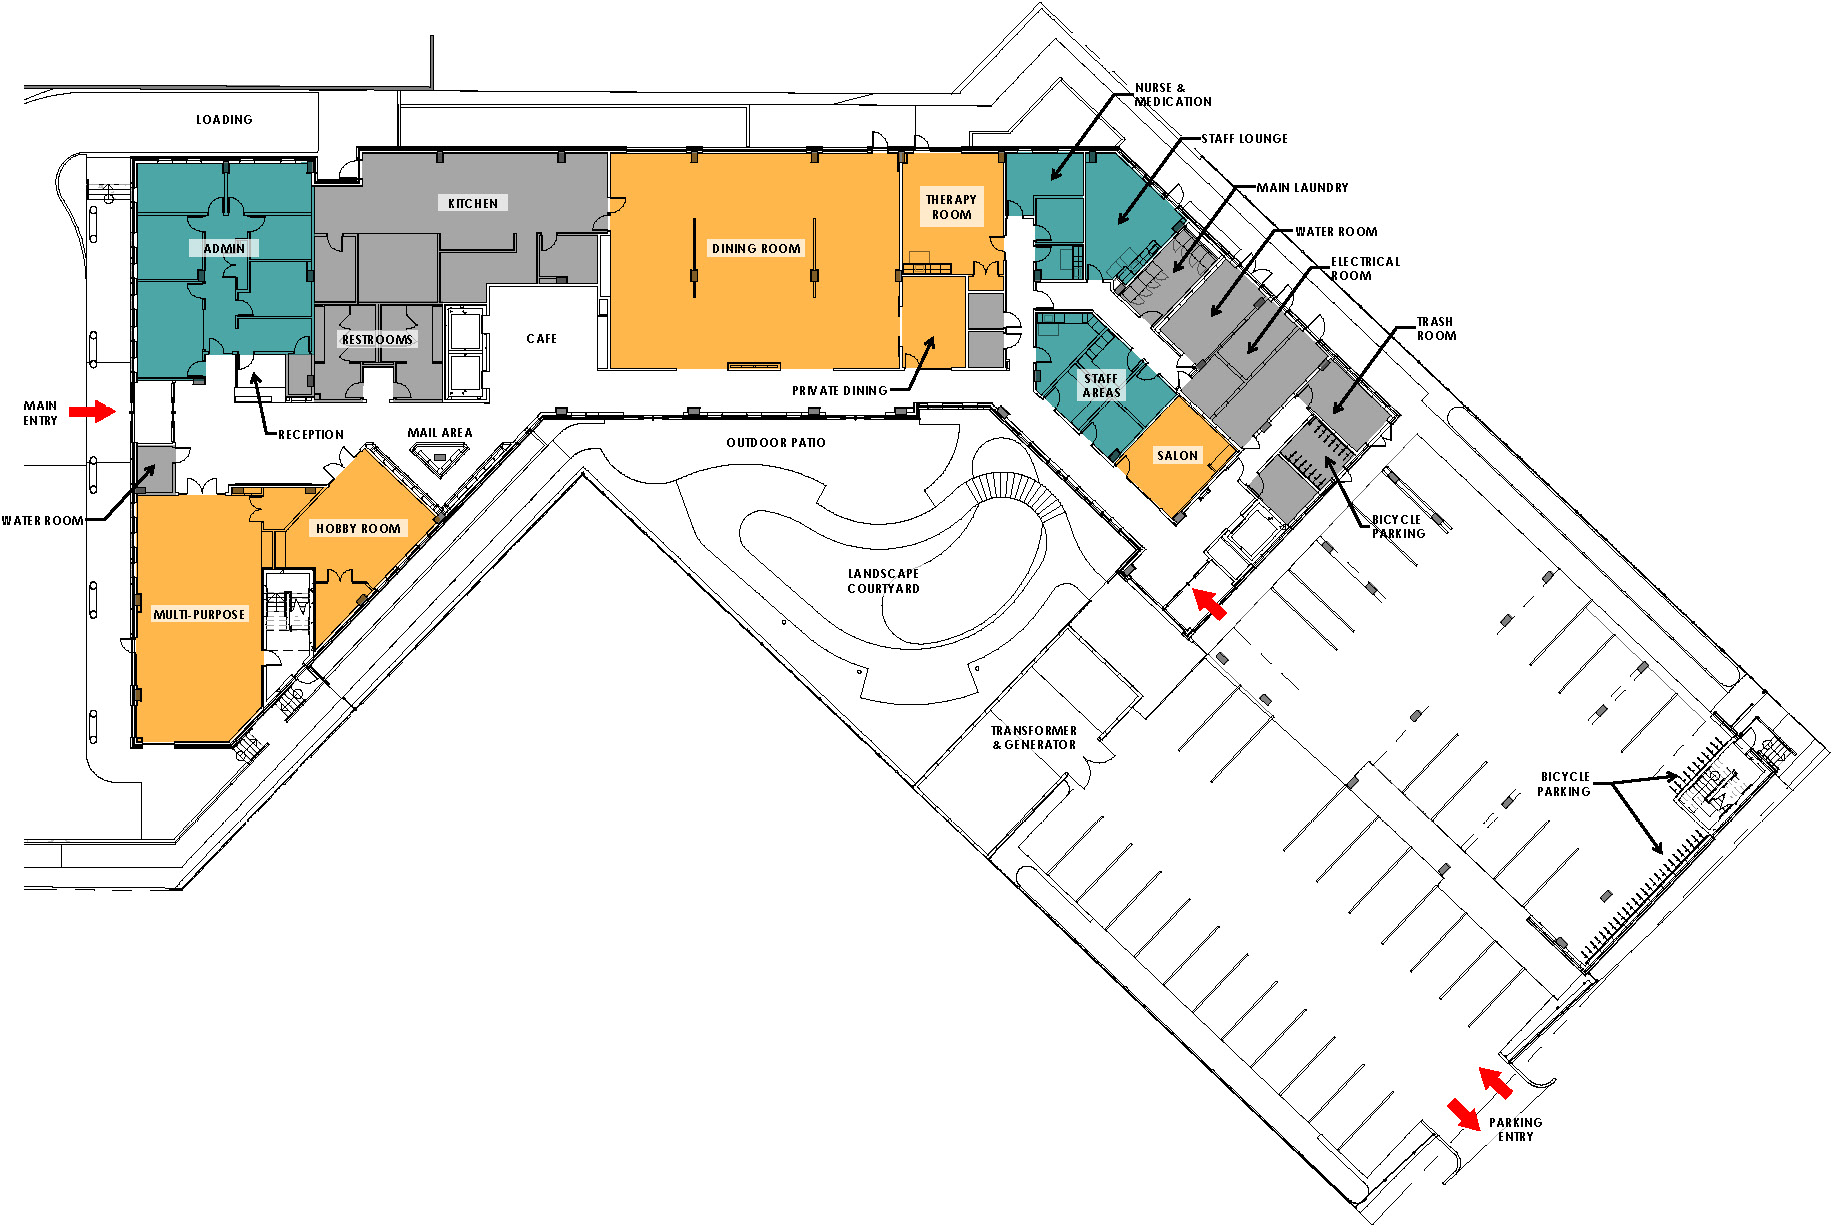 NURSE &
MEDICATION
LOADING
STAFF LOUNGE
MAIN LAUNDRY
KITCHEN
THERAPY
ROOM
WATER ROOM
ADMIN
DINING ROOM
ELECTRICAL
ROOM
TRASH
ROOM
RESTROOMS
CAFE
STAFF
AREAS
PRIVATE DINING
MAIN
ENTRY
RECEPTION
MAIL AREA
OUTDOOR PATIO
SALON
WATER ROOM
HOBBY ROOM
BICYCLE
PARKING
LANDSCAPE
COURTYARD
MULTI-PURPOSE
TRANSFORMER
& GENERATOR
BICYCLE
PARKING
PARKING
ENTRY